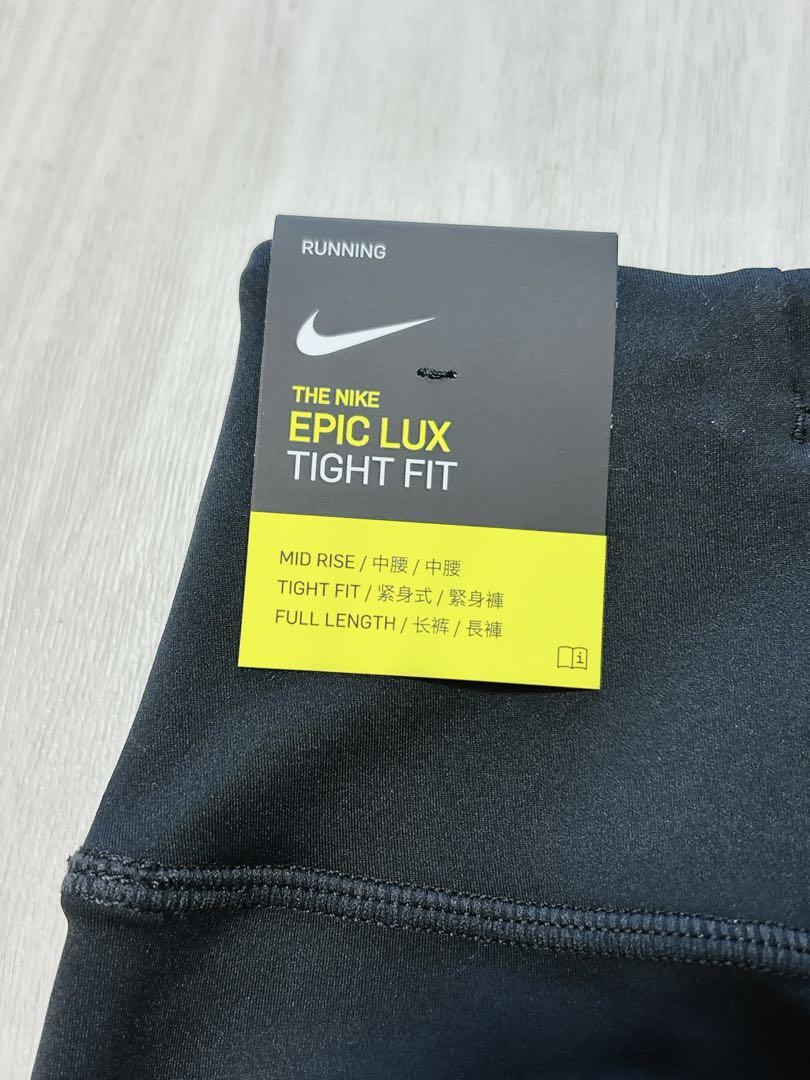 RUNNING
THE NIKE
EPIC LUX
TIGHT FIT
MID RISE / 中腰 / 中腰
TIGHT FIT / 紧身式 / 緊身褲
FULL LENGTH / 长裤 / 長褲
i